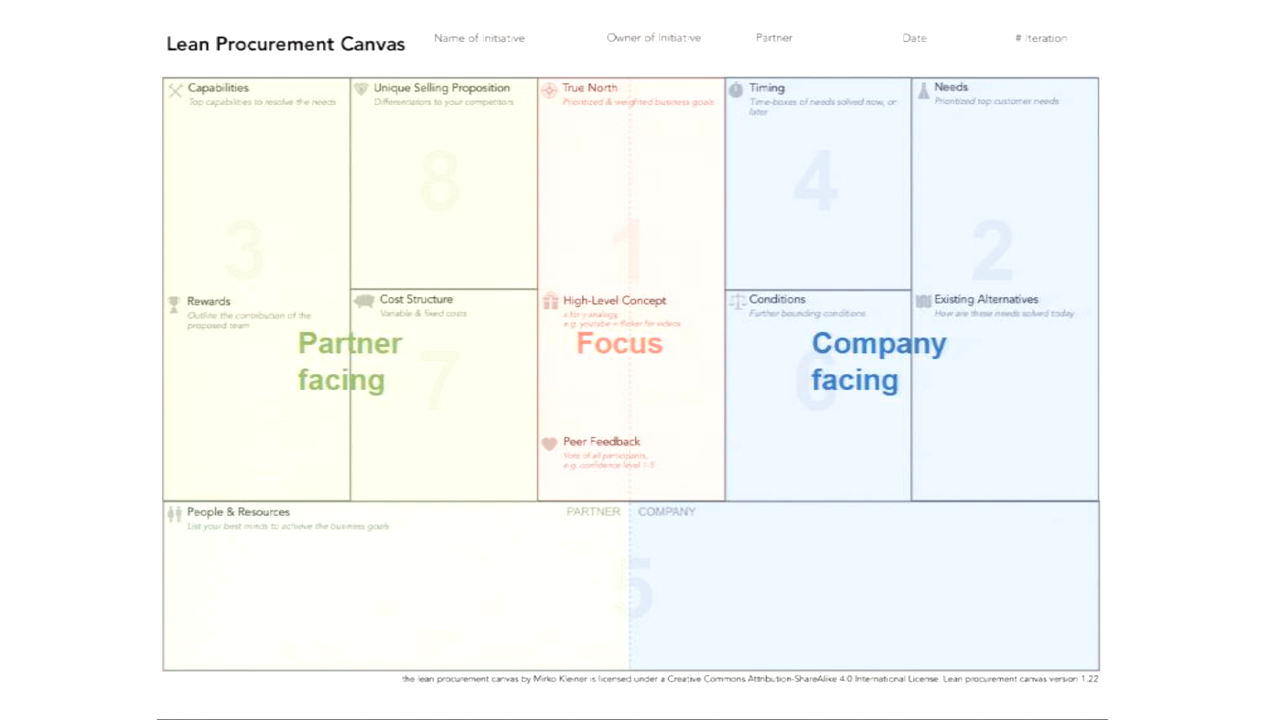 Lean Procurement Canvas
Name of Initiative
Owner of Initiative
Partner
Date
# Iteration
Capabilities
Top capabilities to resolve the needs
3
Rewards
Outline the contribution of the
proposed team
Unique Selling Proposition
Differentiators to your competitors
8
Cost Structure
Variable & fixed costs
7
Partner
facing
True North
Prioritized & weighted business goals
1
High-Level Concept
x for y analogy,
e.g. youtube = flicker for videos
Focus
Peer Feedback
Vote of all participants,
e.g. confidence level 1-5
Timing
Time-boxes of needs solved now, or
later
4
Conditions
Further bounding conditions
6
Company
facing
Needs
Prioritized top customer needs
2
Existing Alternatives
How are these needs solved today
People & Resources
List your best minds to achieve the business goals
PARTNER
COMPANY
5
the lean procurement canvas by Mirko Kleiner is licensed under a Creative Commons Attribution-ShareAlike 4.0 International License. Lean procurement canvas version 1.22